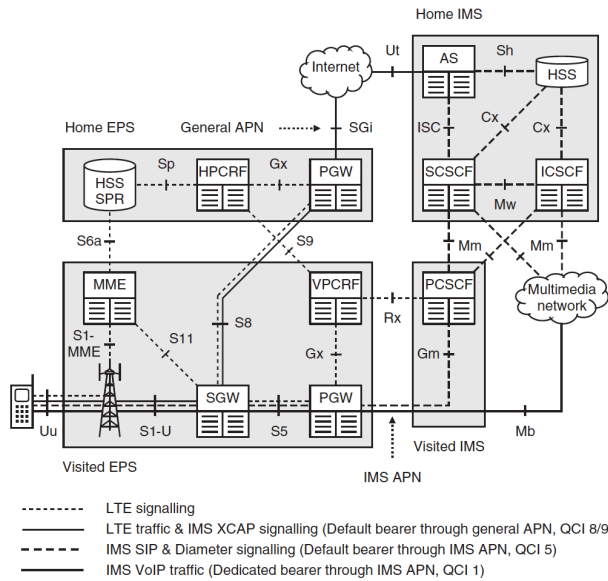 Home IMS
Ut
AS
Sh
HSS
Internet
General APN
SGi
ISC
Cx
Cx
Home EPS
HSS
SPR
Sp
HPCRF
Gx
PGW
SCSCF
ICSCF
Mw
S6a
S9
Mm
Mm
MME
VPCRF
PCSCF
Multimedia
network
S1-
MME
S11
S8
Rx
Gx
Gm
SGW
PGW
Uu
S1-U
S5
Mb
Visited EPS
Visited IMS
IMS APN
LTE signalling
LTE traffic & IMS XCAP signalling (Default bearer through general APN, QCI 8/9)
IMS SIP & Diameter signalling (Default bearer through IMS APN, QCI 5)
IMS VoIP traffic (Dedicated bearer through IMS APN, QCI 1)